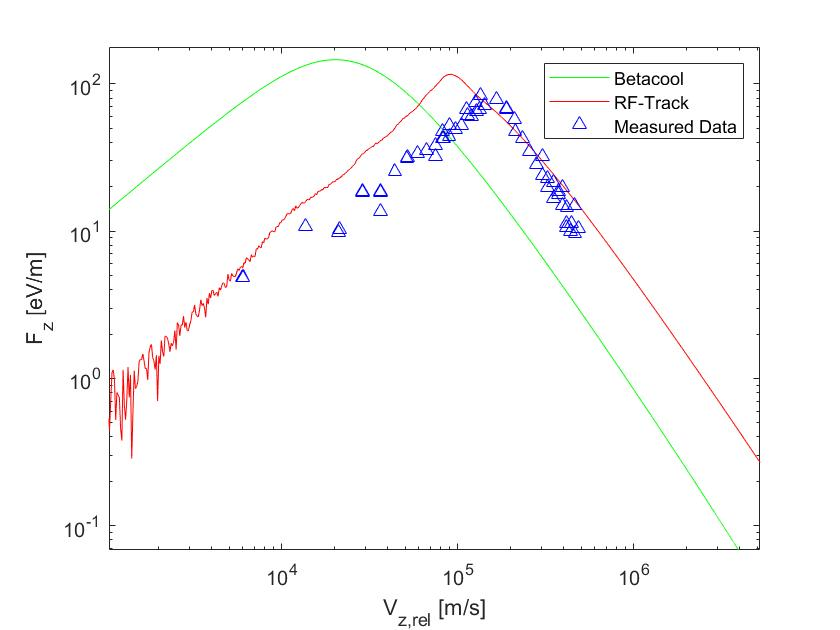 10^2
10^1
10^0
10^-1
F_z [eV/m]
Betacool
RF-Track
Measured Data
10^4
10^5
10^6
V_z,rel [m/s]